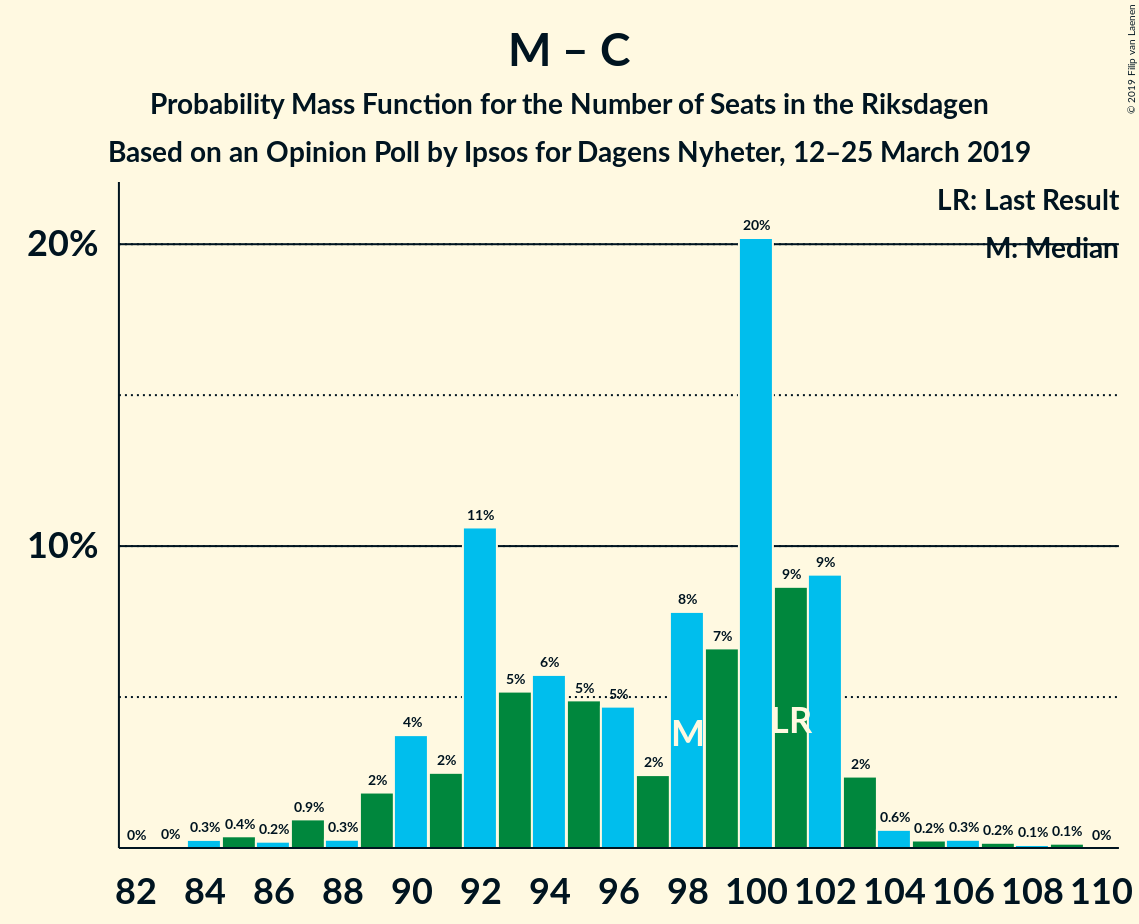 M – C
Probability Mass Function for the Number of Seats in the Riksdagen
Based on an Opinion Poll by Ipsos for Dagens Nyheter, 12–25 March 2019
© 2019 Filip van Laenen
LR: Last Result
M: Median
20%
10%
0% 0% 0.3% 0.4% 0.2% 0.9% 0.3% 2% 4% 2% 11% 5% 6% 5% 5% 2% 8% 7% 20% 9% 9% 2% 0.6% 0.2% 0.3% 0.2% 0.1% 0.1% 0%
M LR
82 84 86 88 90 92 94 96 98 100 102 104 106 108 110